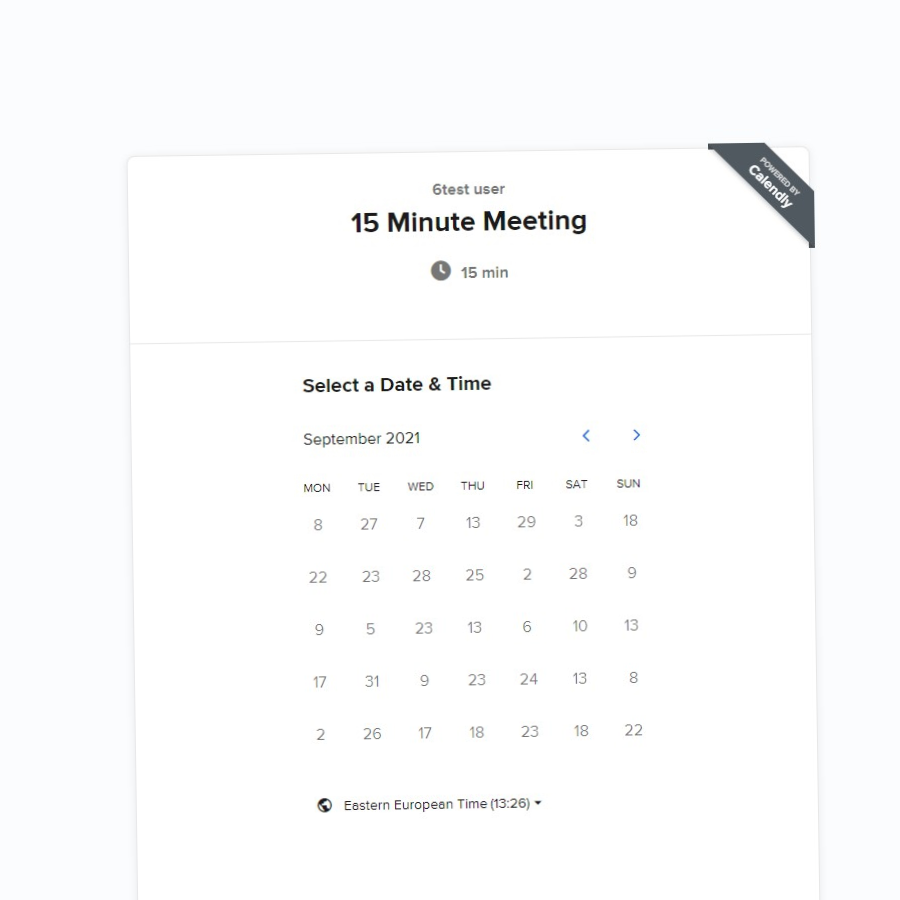 POWERED BY
Calendly
6test user
15 Minute Meeting
15 min
Select a Date & Time
September 2021
MON TUE WED THU FRI SAT SUN
8 27 7 13 29 3 18
22 23 28 25 2 28 9
9 5 23 13 6 10 13
17 31 9 23 24 13 8
2 26 17 18 23 18 22
Eastern European Time (13:26)